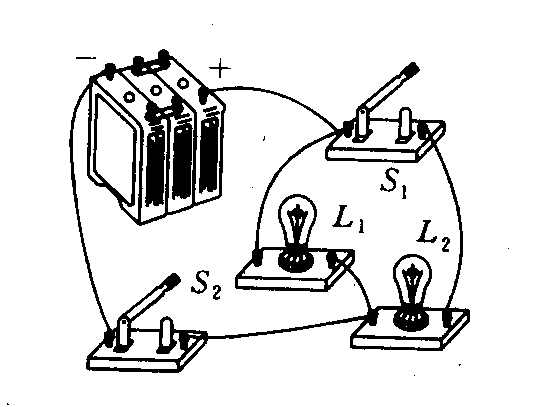 − +
S₁
L₁
L₂
S₂